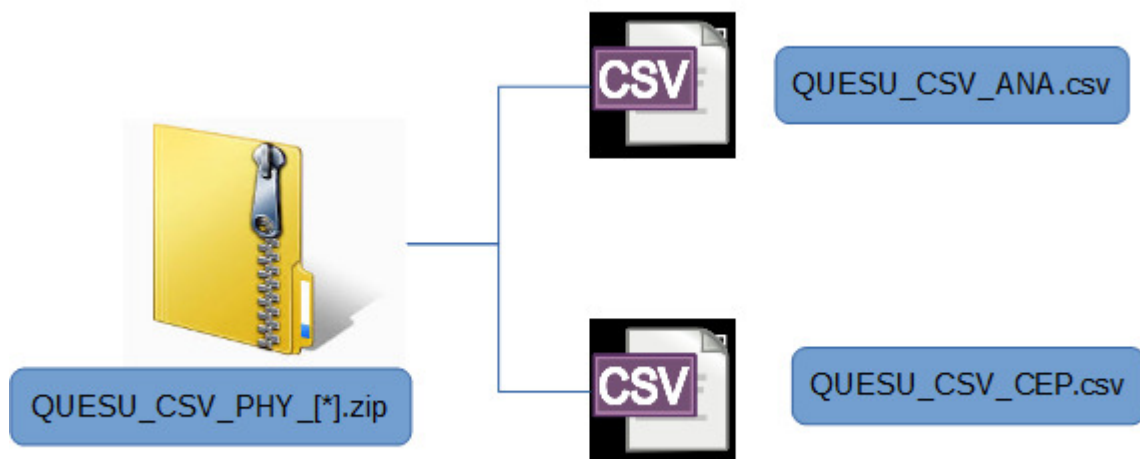 CSV
QUESU_CSV_ANA.csv
QUESU_CSV_PHY_[*].zip
CSV
QUESU_CSV_CEP.csv